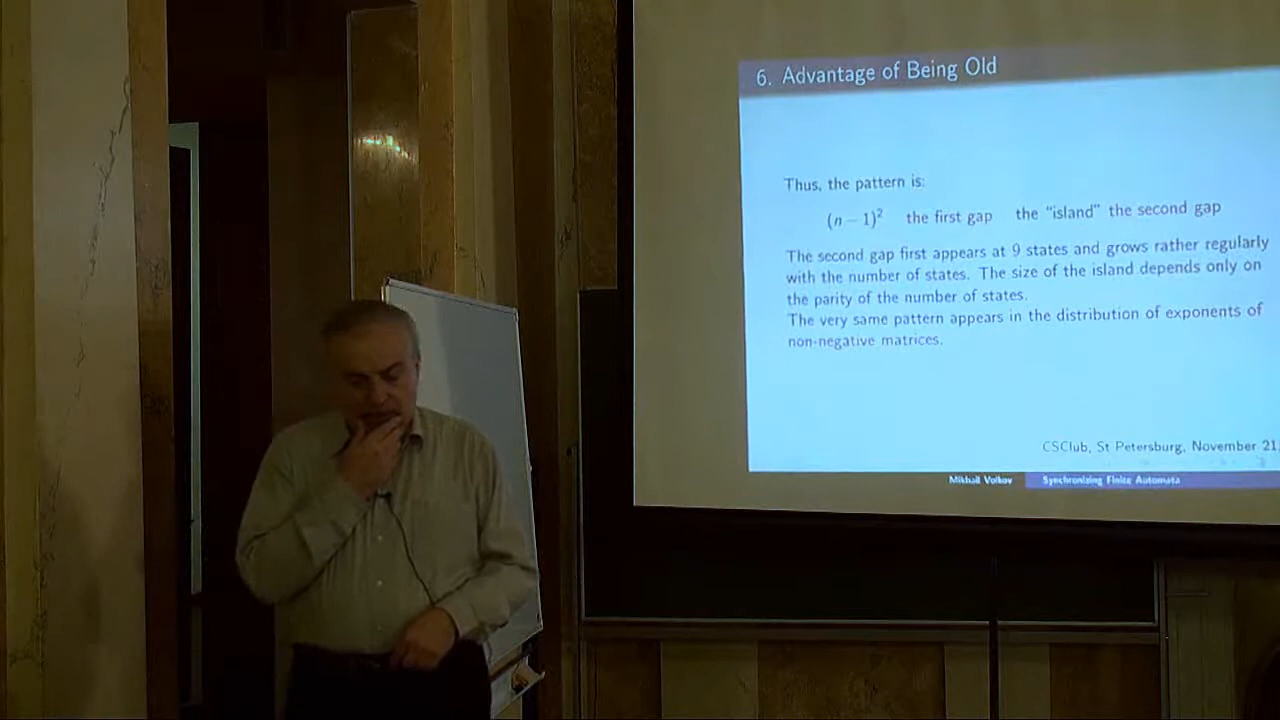 6. Advantage of Being Old
Thus, the pattern is:
(n − 1)² the first gap the “island” the second gap
The second gap first appears at 9 states and grows rather regularly
with the number of states. The size of the island depends only on
the parity of the number of states.
The very same pattern appears in the distribution of exponents of
non-negative matrices.
CSClub, St Petersburg, November 21,
Mikhail Volkov Synchronizing Finite Automata